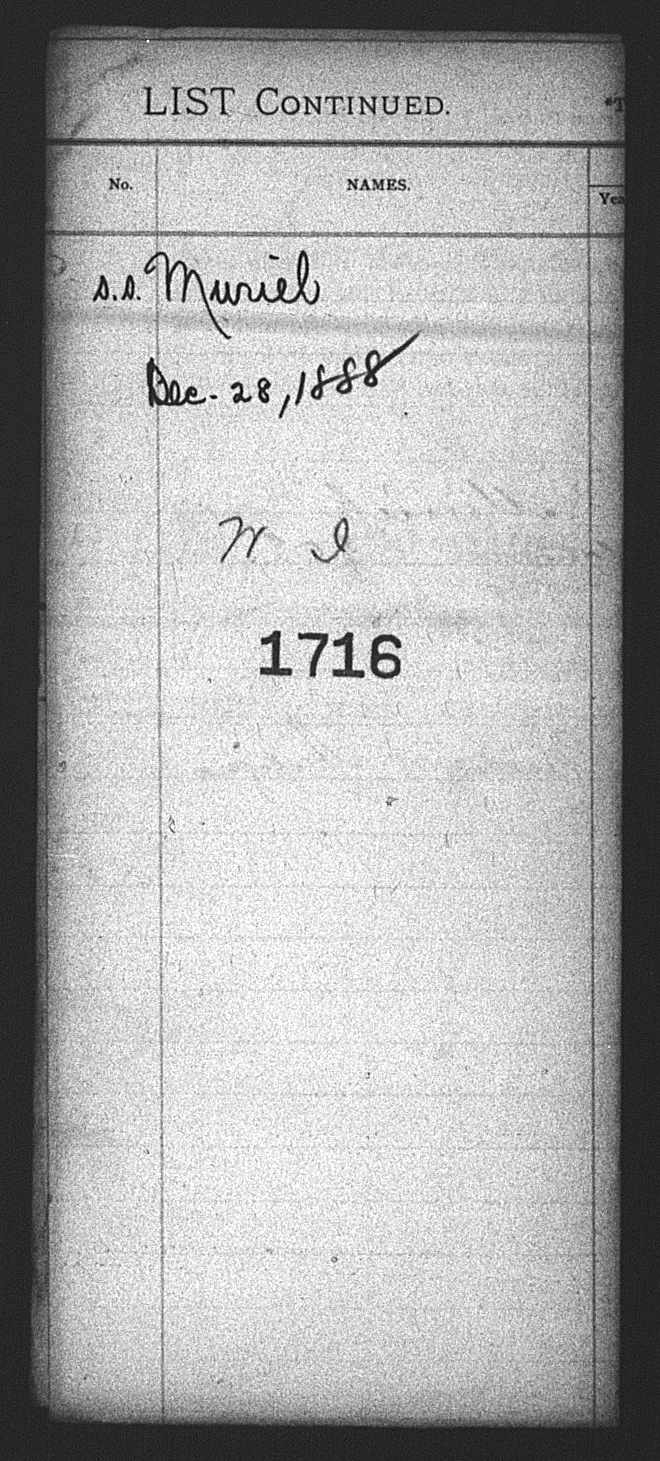 LIST CONTINUED.
No.
NAMES.
s.s. Muriel
Dec. 28, 1888
W I
1716